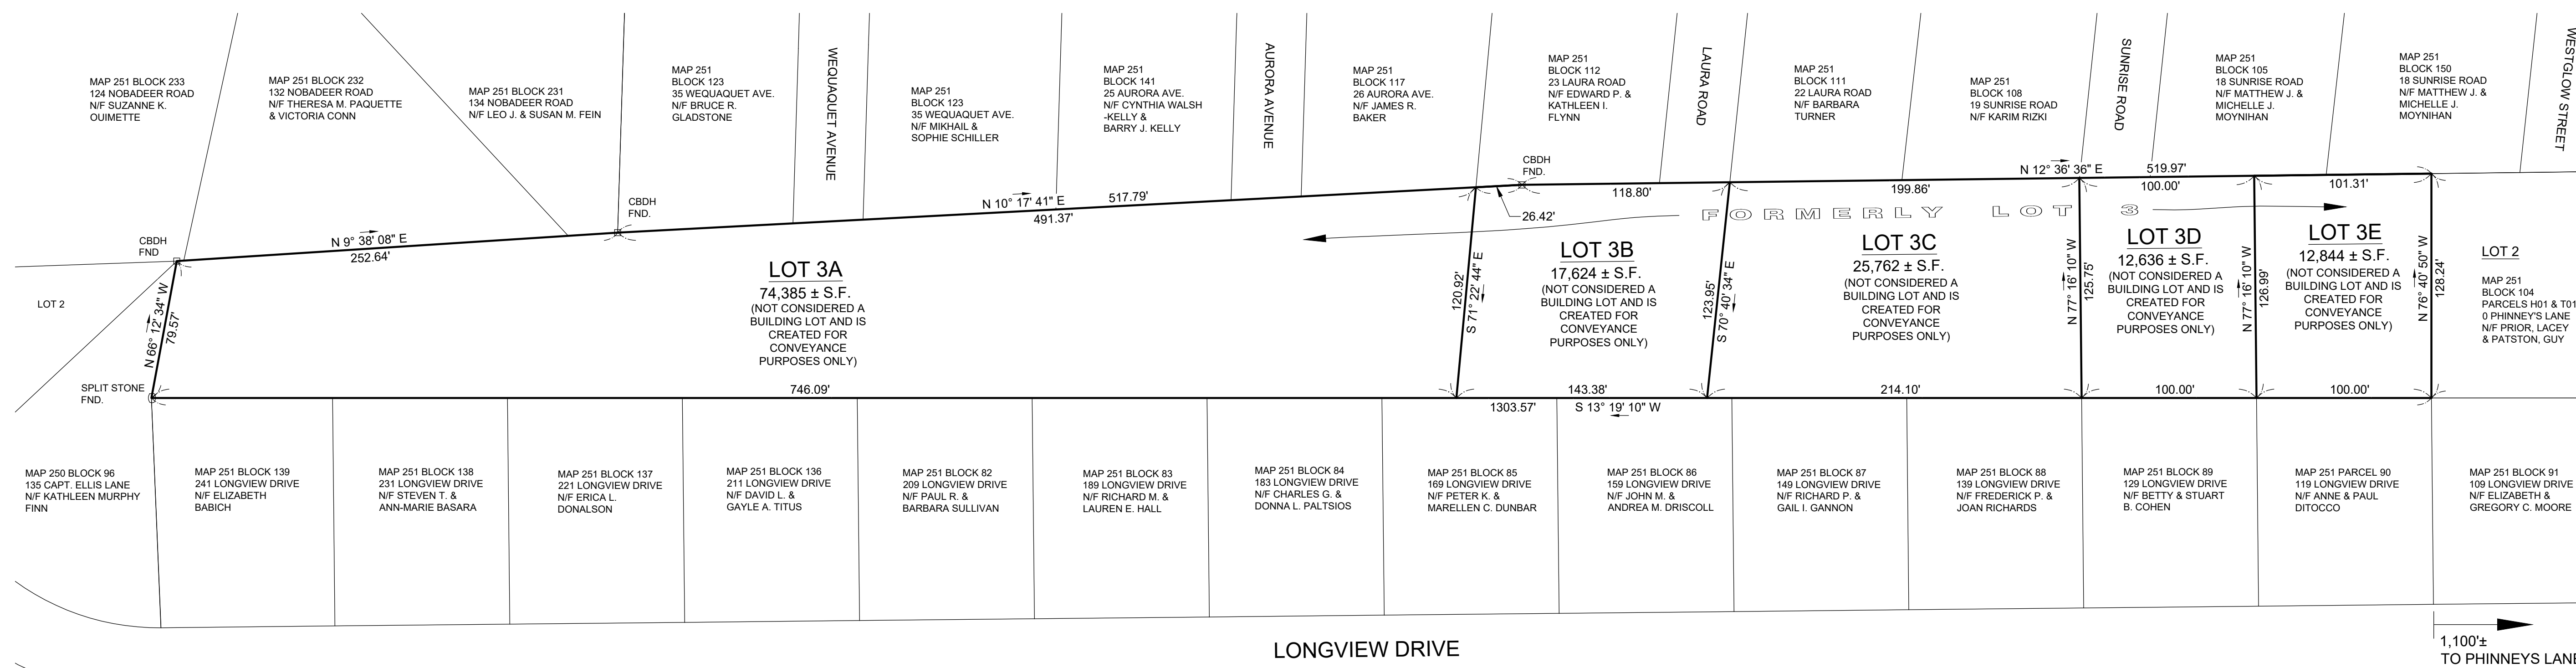 MAP 251 BLOCK 233
124 NOBADEER ROAD
N/F SUZANNE K.
OUIMETTE
MAP 251 BLOCK 232
132 NOBADEER ROAD
N/F THERESA M. PAQUETTE
& VICTORIA CONN
MAP 251 BLOCK 231
134 NOBADEER ROAD
N/F LEO J. & SUSAN M. FEIN
MAP 251
BLOCK 123
35 WEQUAQUET AVE.
N/F BRUCE R.
GLADSTONE
WEQUAQUET AVENUE
MAP 251
BLOCK 123
35 WEQUAQUET AVE.
N/F MIKHAIL &
SOPHIE SCHILLER
MAP 251
BLOCK 141
25 AURORA AVE.
N/F CYNTHIA WALSH
-KELLY &
BARRY J. KELLY
AURORA AVENUE
MAP 251
BLOCK 117
26 AURORA AVE.
N/F JAMES R.
BAKER
MAP 251
BLOCK 112
23 LAURA ROAD
N/F EDWARD P. &
KATHLEEN I.
FLYNN
LAURA ROAD
MAP 251
BLOCK 111
22 LAURA ROAD
N/F BARBARA
TURNER
MAP 251
BLOCK 108
19 SUNRISE ROAD
N/F KARIM RIZKI
SUNRISE ROAD
MAP 251
BLOCK 105
18 SUNRISE ROAD
N/F MATTHEW J. &
MICHELLE J.
MOYNIHAN
MAP 251
BLOCK 150
18 SUNRISE ROAD
N/F MATTHEW J. &
MICHELLE J.
MOYNIHAN
WESTGLOW STREET
CBDH
FND
N 9° 38' 08" E
252.64'
CBDH
FND.
N 10° 17' 41" E
517.79'
491.37'
CBDH
FND.
26.42'
118.80'
N 12° 36' 36" E
519.97'
199.86'
100.00'
101.31'
FORMERLY LOT 3
LOT 2
N 66° 12' 34" W
79.57'
SPLIT STONE
FND.
LOT 3A
74,385 ± S.F.
(NOT CONSIDERED A
BUILDING LOT AND IS
CREATED FOR
CONVEYANCE
PURPOSES ONLY)
120.92'
S 71° 22' 44" E
LOT 3B
17,624 ± S.F.
(NOT CONSIDERED A
BUILDING LOT AND IS
CREATED FOR
CONVEYANCE
PURPOSES ONLY)
123.95'
S 70° 40' 34" E
LOT 3C
25,762 ± S.F.
(NOT CONSIDERED A
BUILDING LOT AND IS
CREATED FOR
CONVEYANCE
PURPOSES ONLY)
N 77° 16' 10" W
125.75'
LOT 3D
12,636 ± S.F.
(NOT CONSIDERED A
BUILDING LOT AND IS
CREATED FOR
CONVEYANCE
PURPOSES ONLY)
N 77° 16' 10" W
126.99'
LOT 3E
12,844 ± S.F.
(NOT CONSIDERED A
BUILDING LOT AND IS
CREATED FOR
CONVEYANCE
PURPOSES ONLY)
N 76° 40' 50" W
128.24'
LOT 2
MAP 251
BLOCK 104
PARCELS H01 & T01
0 PHINNEY'S LANE
N/F PRIOR, LACEY
& PATSTON, GUY
746.09'
143.38'
214.10'
100.00'
100.00'
1303.57'
S 13° 19' 10" W
MAP 250 BLOCK 96
135 CAPT. ELLIS LANE
N/F KATHLEEN MURPHY
FINN
MAP 251 BLOCK 139
241 LONGVIEW DRIVE
N/F ELIZABETH
BABICH
MAP 251 BLOCK 138
231 LONGVIEW DRIVE
N/F STEVEN T. &
ANN-MARIE BASARA
MAP 251 BLOCK 137
221 LONGVIEW DRIVE
N/F ERICA L.
DONALSON
MAP 251 BLOCK 136
211 LONGVIEW DRIVE
N/F DAVID L. &
GAYLE A. TITUS
MAP 251 BLOCK 82
209 LONGVIEW DRIVE
N/F PAUL R. &
BARBARA SULLIVAN
MAP 251 BLOCK 83
189 LONGVIEW DRIVE
N/F RICHARD M. &
LAUREN E. HALL
MAP 251 BLOCK 84
183 LONGVIEW DRIVE
N/F CHARLES G. &
DONNA L. PALTSIOS
MAP 251 BLOCK 85
169 LONGVIEW DRIVE
N/F PETER K. &
MARELLEN C. DUNBAR
MAP 251 BLOCK 86
159 LONGVIEW DRIVE
N/F JOHN M. &
ANDREA M. DRISCOLL
MAP 251 BLOCK 87
149 LONGVIEW DRIVE
N/F RICHARD P. &
GAIL I. GANNON
MAP 251 BLOCK 88
139 LONGVIEW DRIVE
N/F FREDERICK P. &
JOAN RICHARDS
MAP 251 BLOCK 89
129 LONGVIEW DRIVE
N/F BETTY & STUART
B. COHEN
MAP 251 PARCEL 90
119 LONGVIEW DRIVE
N/F ANNE & PAUL
DITOCCO
MAP 251 BLOCK 91
109 LONGVIEW DRIVE
N/F ELIZABETH &
GREGORY C. MOORE
LONGVIEW DRIVE
1,100'±
TO PHINNEYS LANE